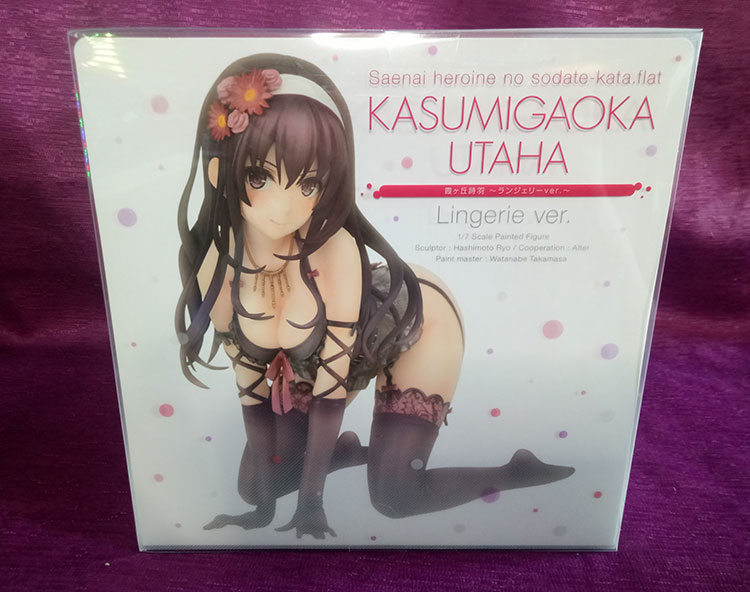 Saenai heroine no sodate-kata.flat
KASUMIGAOKA
UTAHA
霞ヶ丘詩羽 ～ランジェリーver.～
Lingerie ver.
1/7 Scale Painted Figure
Sculptor : Hashimoto Ryo / Cooperation : Alter
Paint master : Watanabe Takamasa